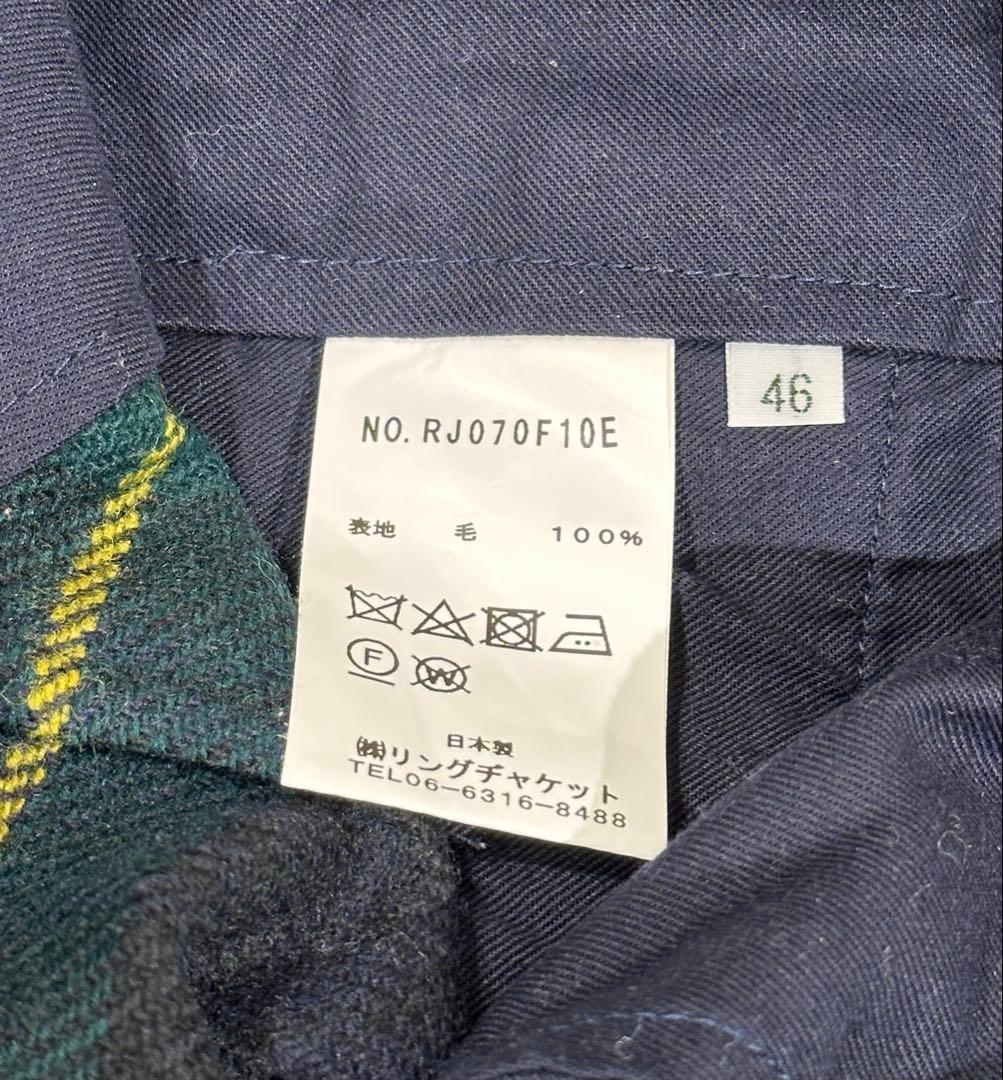 NO. RJ070F10E
46
表地 毛 100%
F
W
日本製
㈱リングヂャケット
TEL06-6316-8488